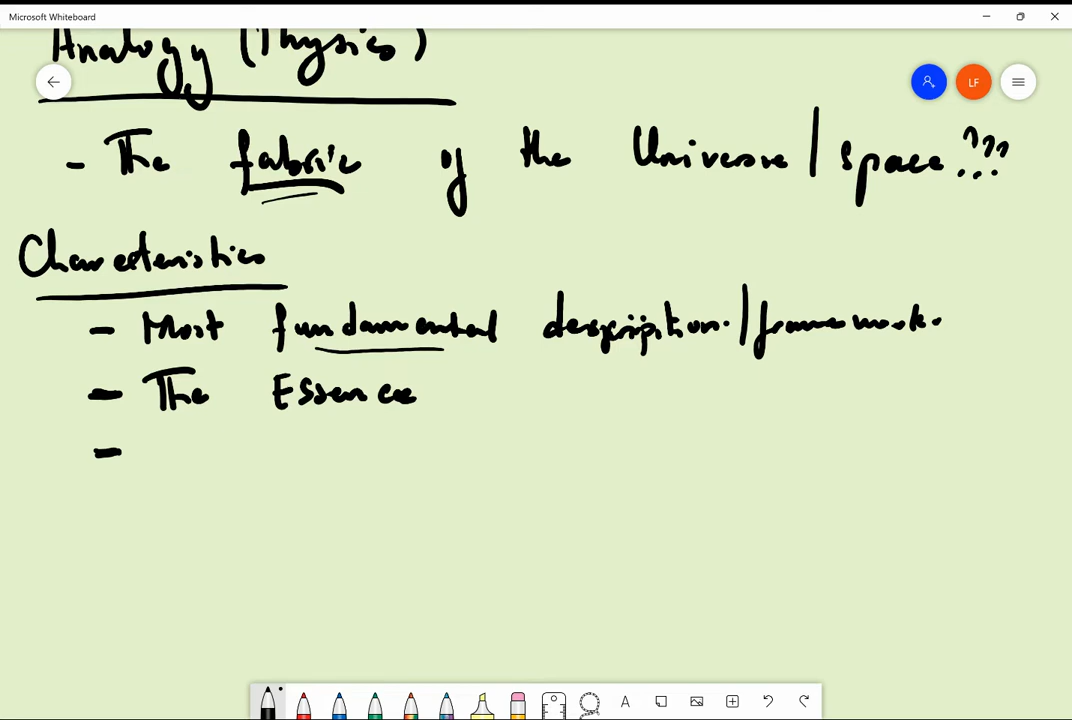 Microsoft Whiteboard
Analogy (Physics)
LF
- The fabric of the Universe / space ???
Characteristics
- Most fundamental description. / framework.
- The Essence
-
A